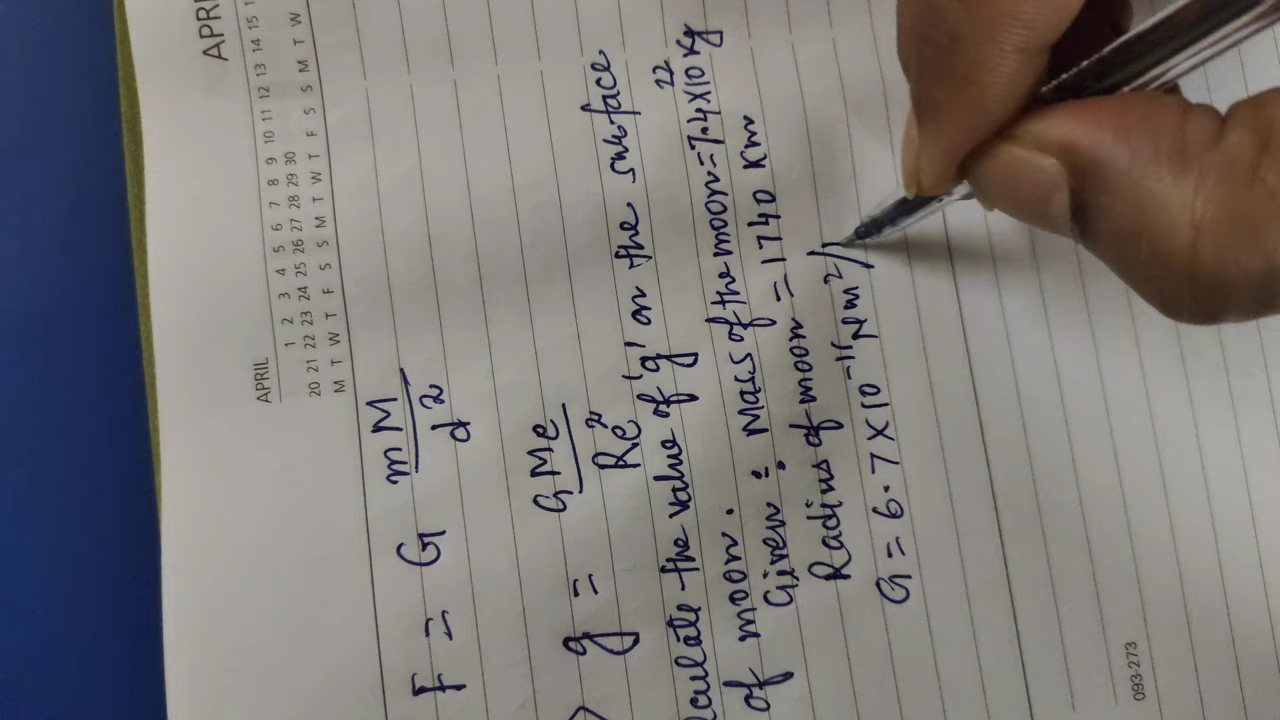 APRIL
APRIL
1 2 3 4 5 6 7 8 9 10 11 12 13 14 15
20 21 22 23 24 25 26 27 28 29 30
M T W T F S S M T W T F S S M T W
F = G mM
d²
g = GMe
Re²
the value of 'g' on the surface
of moon.
Given: Mass of the moon = 7.4 X 10²² Kg
Radius of moon = 1740 Km
G = 6.7 X 10⁻¹¹ Nm²/
093-273